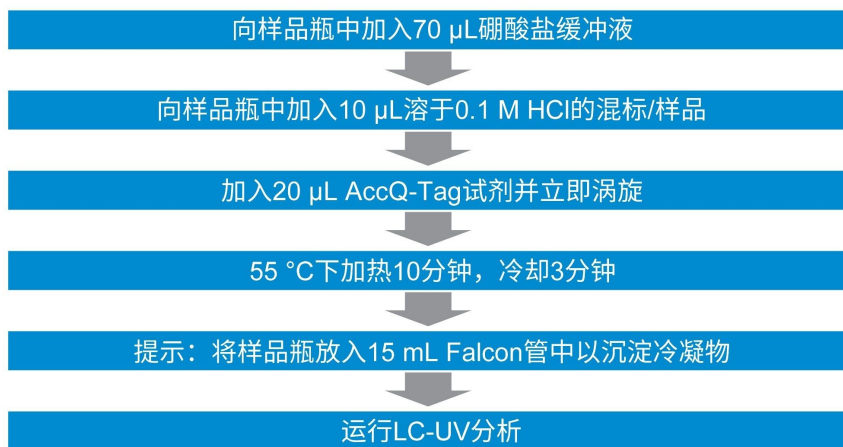 向样品瓶中加入70 µL硼酸盐缓冲液
向样品瓶中加入10 µL溶于0.1 M HCl的混标/样品
加入20 µL AccQ-Tag试剂并立即涡旋
55 °C下加热10分钟，冷却3分钟
提示：将样品瓶放入15 mL Falcon管中以沉淀冷凝物
运行LC-UV分析